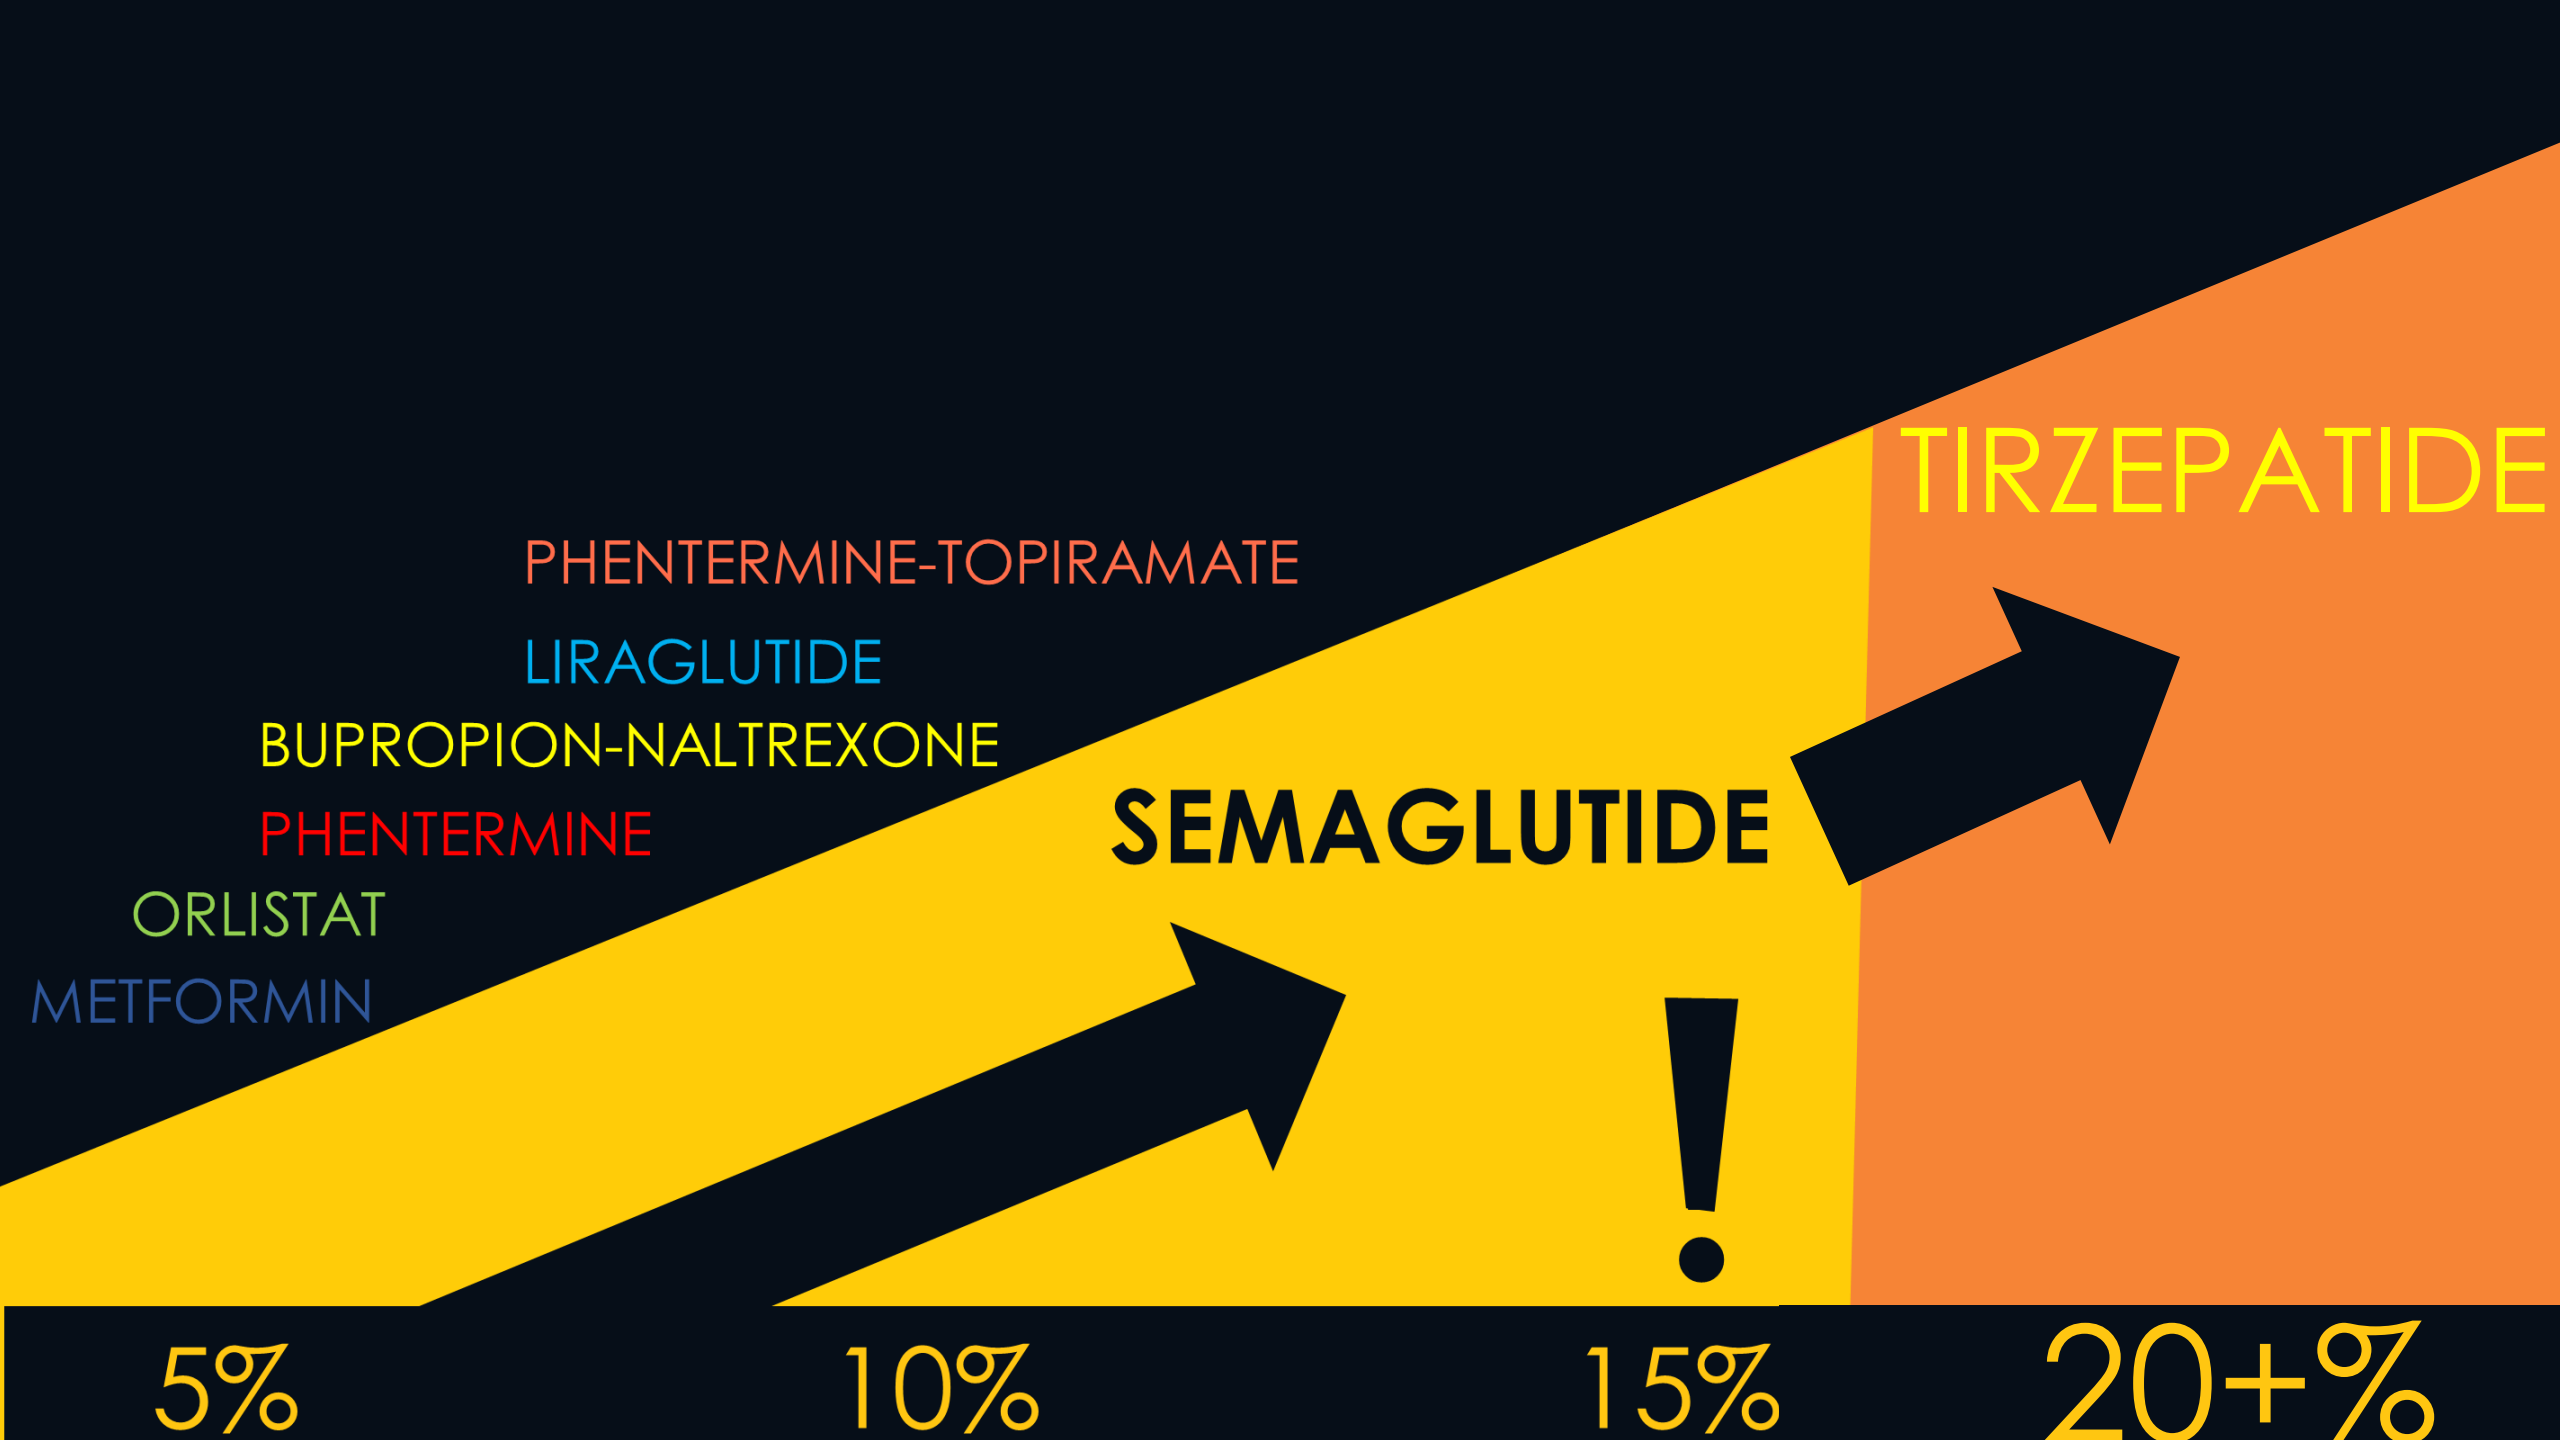 TIRZEPATIDE
PHENTERMINE-TOPIRAMATE
LIRAGLUTIDE
BUPROPION-NALTREXONE
SEMAGLUTIDE
PHENTERMINE
ORLISTAT
METFORMIN
!
5% 10% 15% 20+%